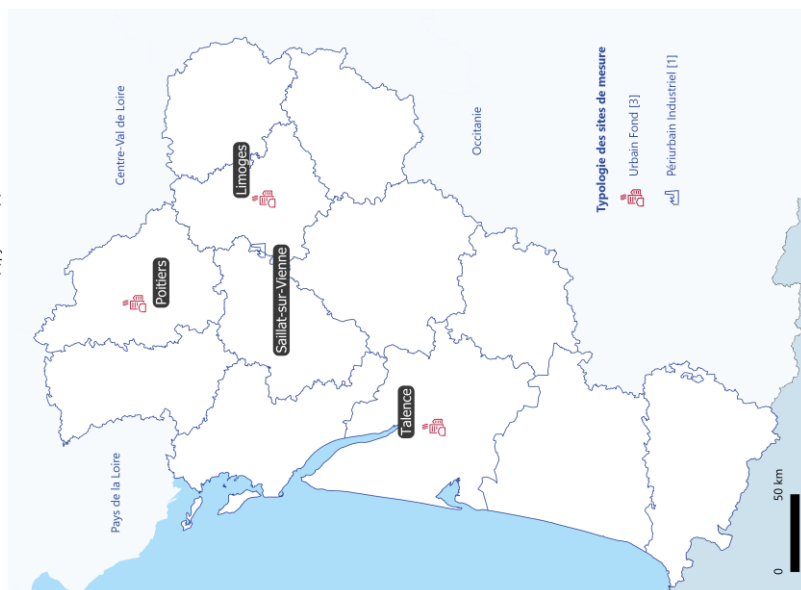 Centre-Val de Loire
Pays de la Loire
Poitiers
Limoges
Saillat-sur-Vienne
Talence
Occitanie
Typologie des sites de mesure
Urbain Fond [3]
Périurbain Industriel [1]
0 50 km